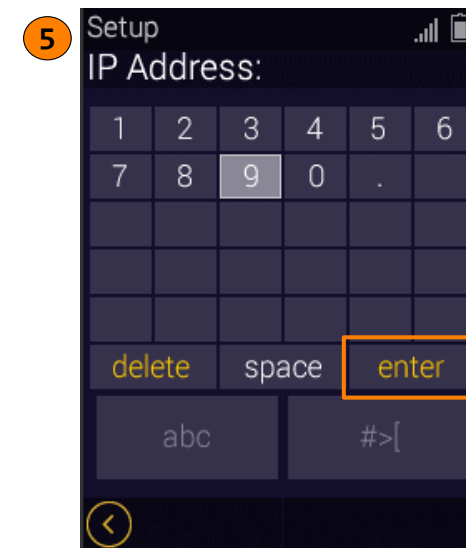 5
Setup
IP Address:
1 2 3 4 5 6
7 8 9 0 .
delete space enter
abc #>[